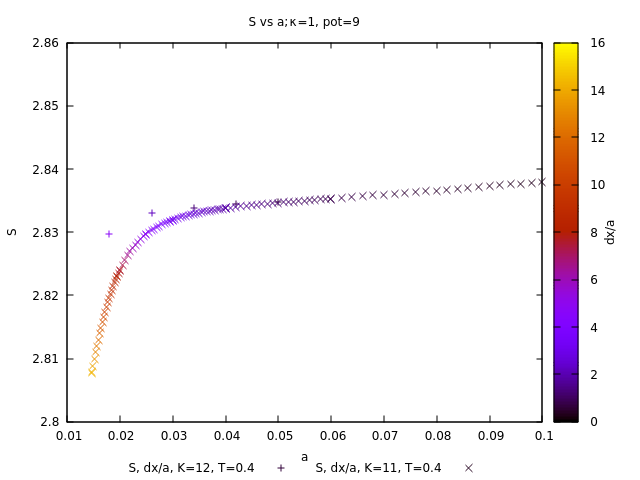 S vs a;κ=1, pot=9
2.86
2.85
2.84
2.83
2.82
2.81
2.8
S
0.01 0.02 0.03 0.04 0.05 0.06 0.07 0.08 0.09 0.1
a
16
14
12
10
8
6
4
2
0
dx/a
S, dx/a, K=12, T=0.4 S, dx/a, K=11, T=0.4